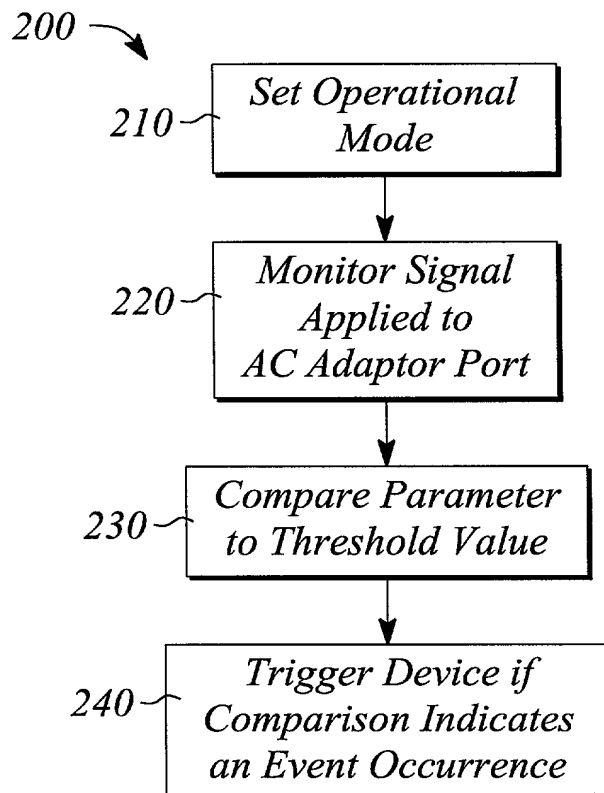 200
210
Set Operational
Mode
220
Monitor Signal
Applied to
AC Adaptor Port
230
Compare Parameter
to Threshold Value
240
Trigger Device if
Comparison Indicates
an Event Occurrence